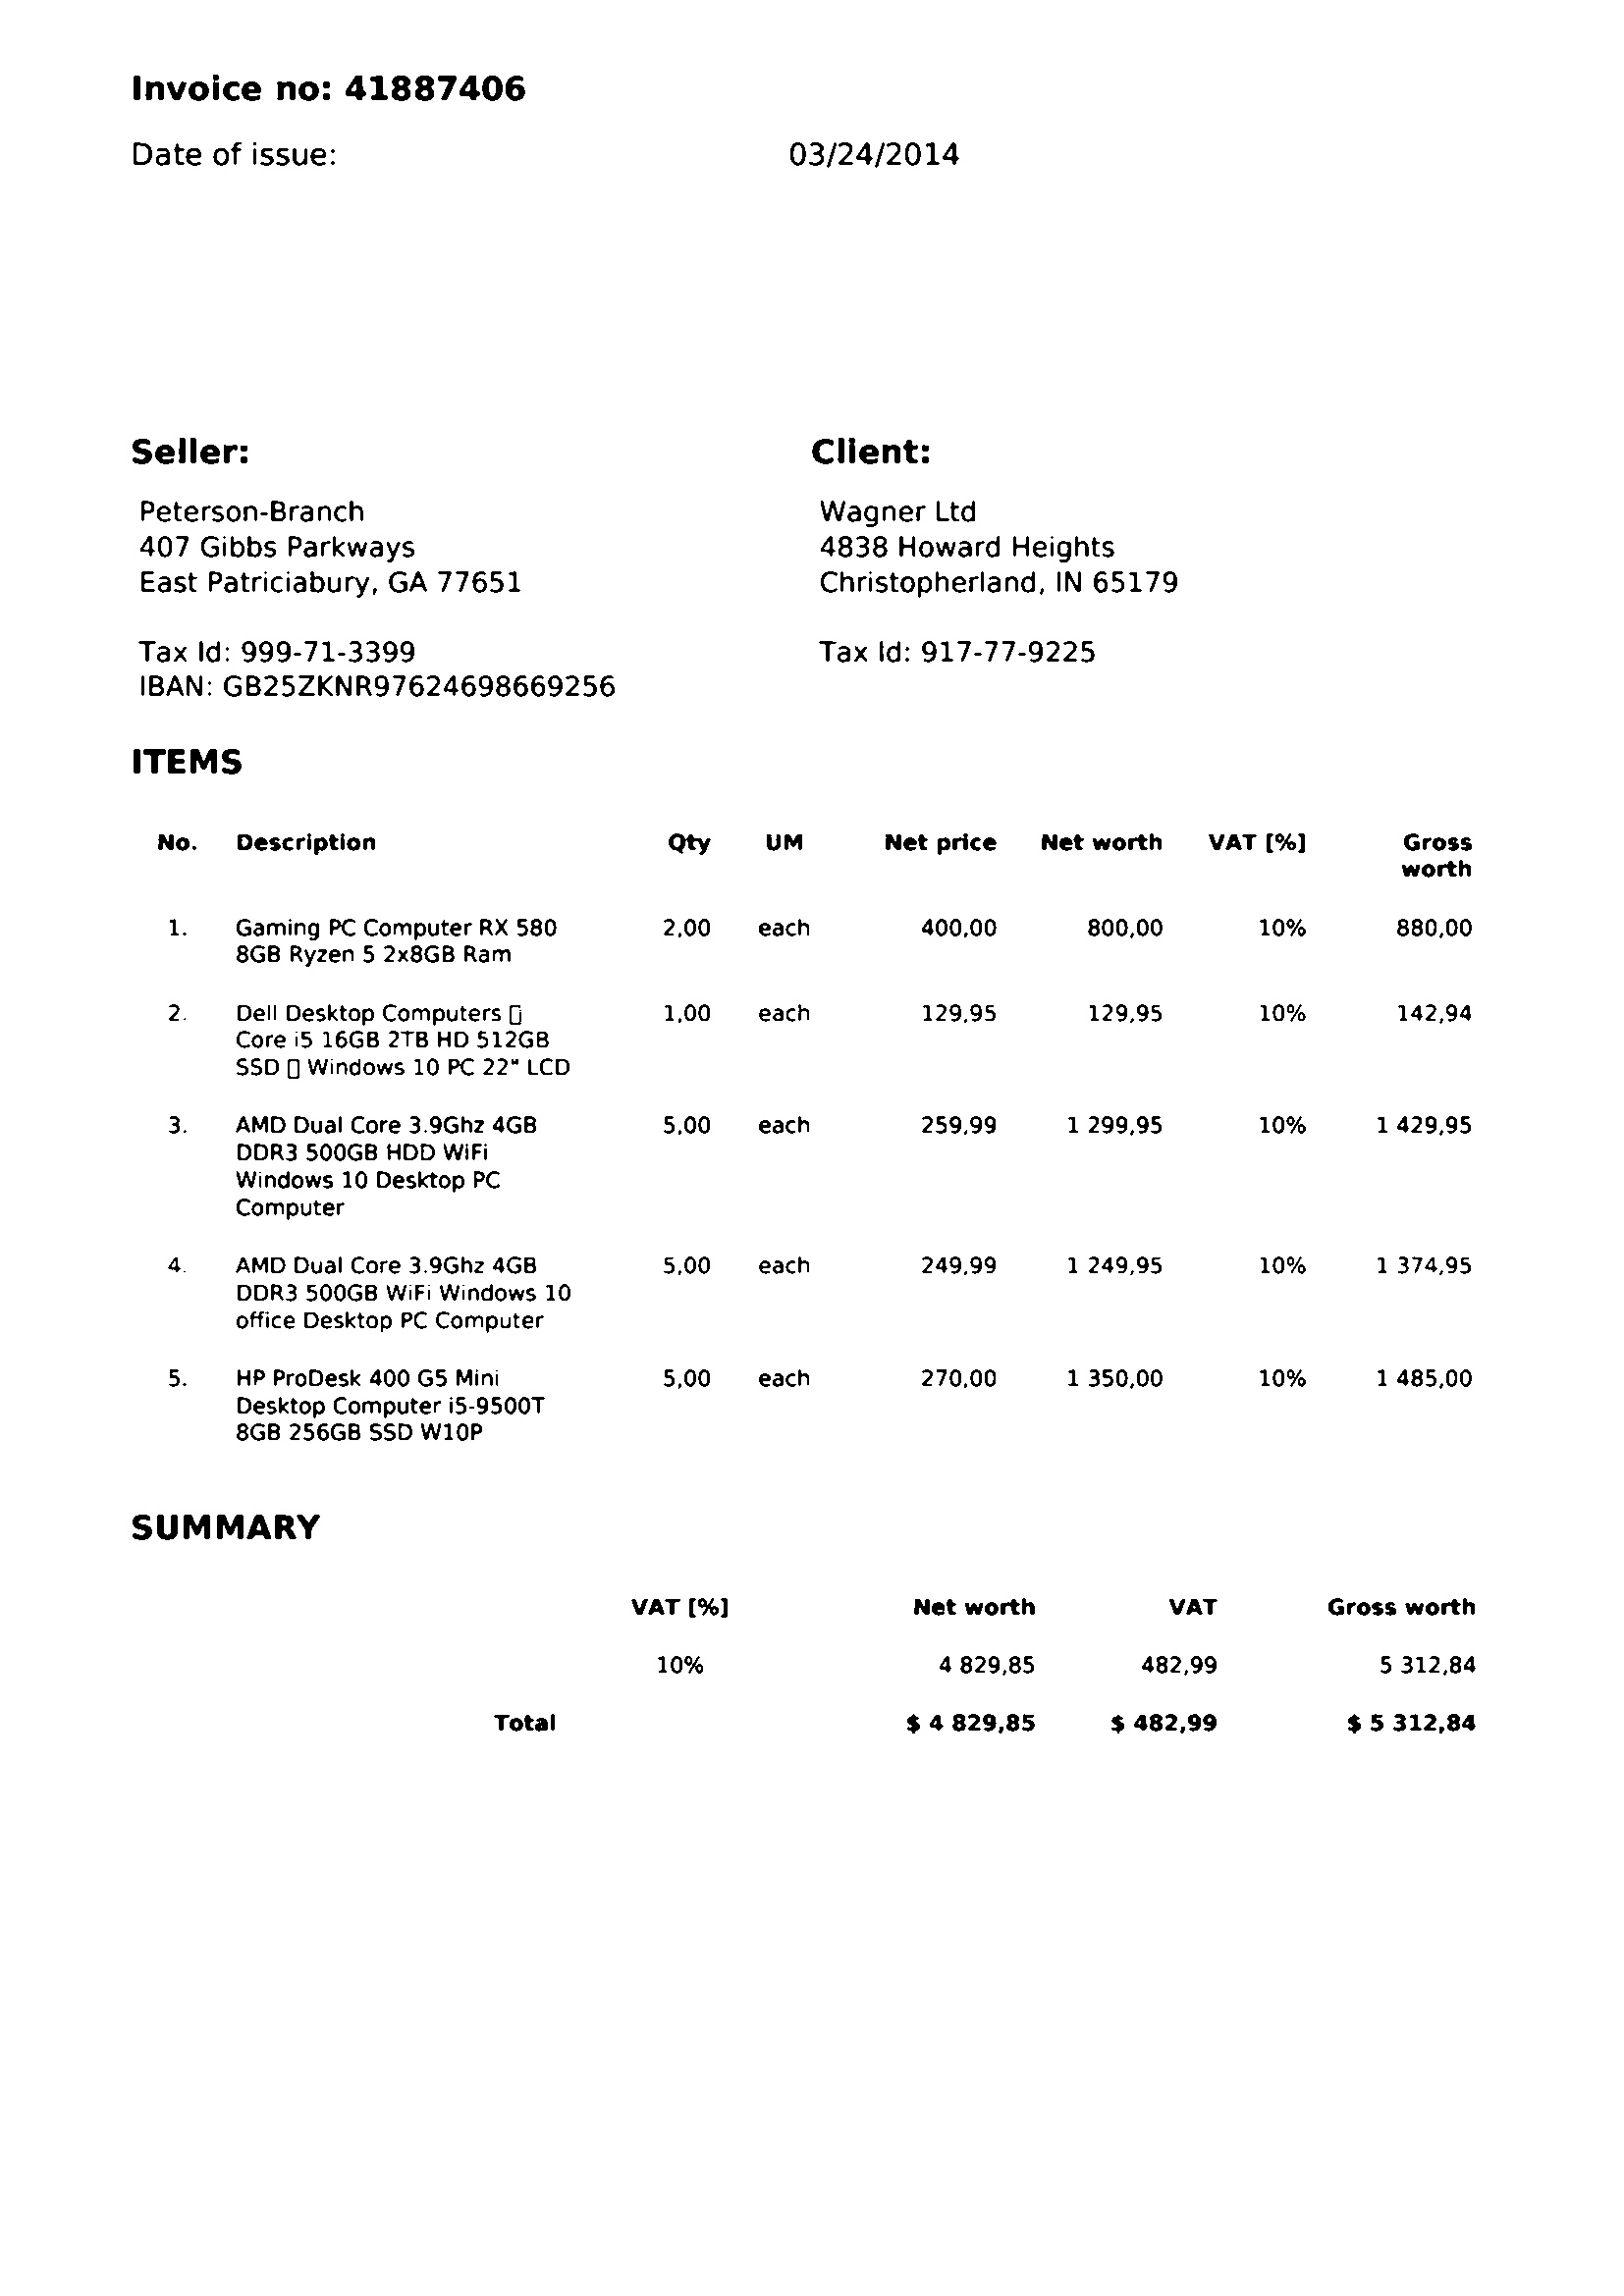 Invoice no: 41887406
Date of issue: 03/24/2014
Seller: Client:
Peterson-Branch Wagner Ltd
407 Gibbs Parkways 4838 Howard Heights
East Patriciabury, GA 77651 Christopherland, IN 65179
Tax Id: 999-71-3399 Tax Id: 917-77-9225
IBAN: GB25ZKNR97624698669256
ITEMS
No. Description Qty UM Net price Net worth VAT [%] Gross
worth
1. Gaming PC Computer RX 580 2,00 each 400,00 800,00 10% 880,00
8GB Ryzen 5 2x8GB Ram
2. Dell Desktop Computers ▯ 1,00 each 129,95 129,95 10% 142,94
Core i5 16GB 2TB HD 512GB
SSD ▯ Windows 10 PC 22" LCD
3. AMD Dual Core 3.9Ghz 4GB 5,00 each 259,99 1 299,95 10% 1 429,95
DDR3 500GB HDD WiFi
Windows 10 Desktop PC
Computer
4. AMD Dual Core 3.9Ghz 4GB 5,00 each 249,99 1 249,95 10% 1 374,95
DDR3 500GB WiFi Windows 10
office Desktop PC Computer
5. HP ProDesk 400 G5 Mini 5,00 each 270,00 1 350,00 10% 1 485,00
Desktop Computer i5-9500T
8GB 256GB SSD W10P
SUMMARY
VAT [%] Net worth VAT Gross worth
10% 4 829,85 482,99 5 312,84
Total $ 4 829,85 $ 482,99 $ 5 312,84